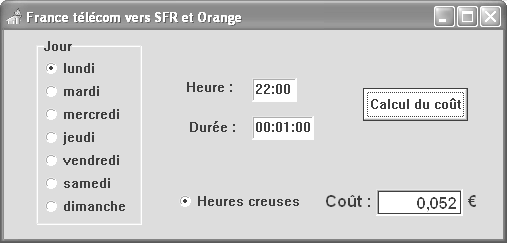 France télécom vers SFR et Orange
Jour
lundi
mardi
mercredi
jeudi
vendredi
samedi
dimanche
Heure : 22:00
Durée : 00:01:00
Calcul du coût
Heures creuses
Coût : 0,052 €